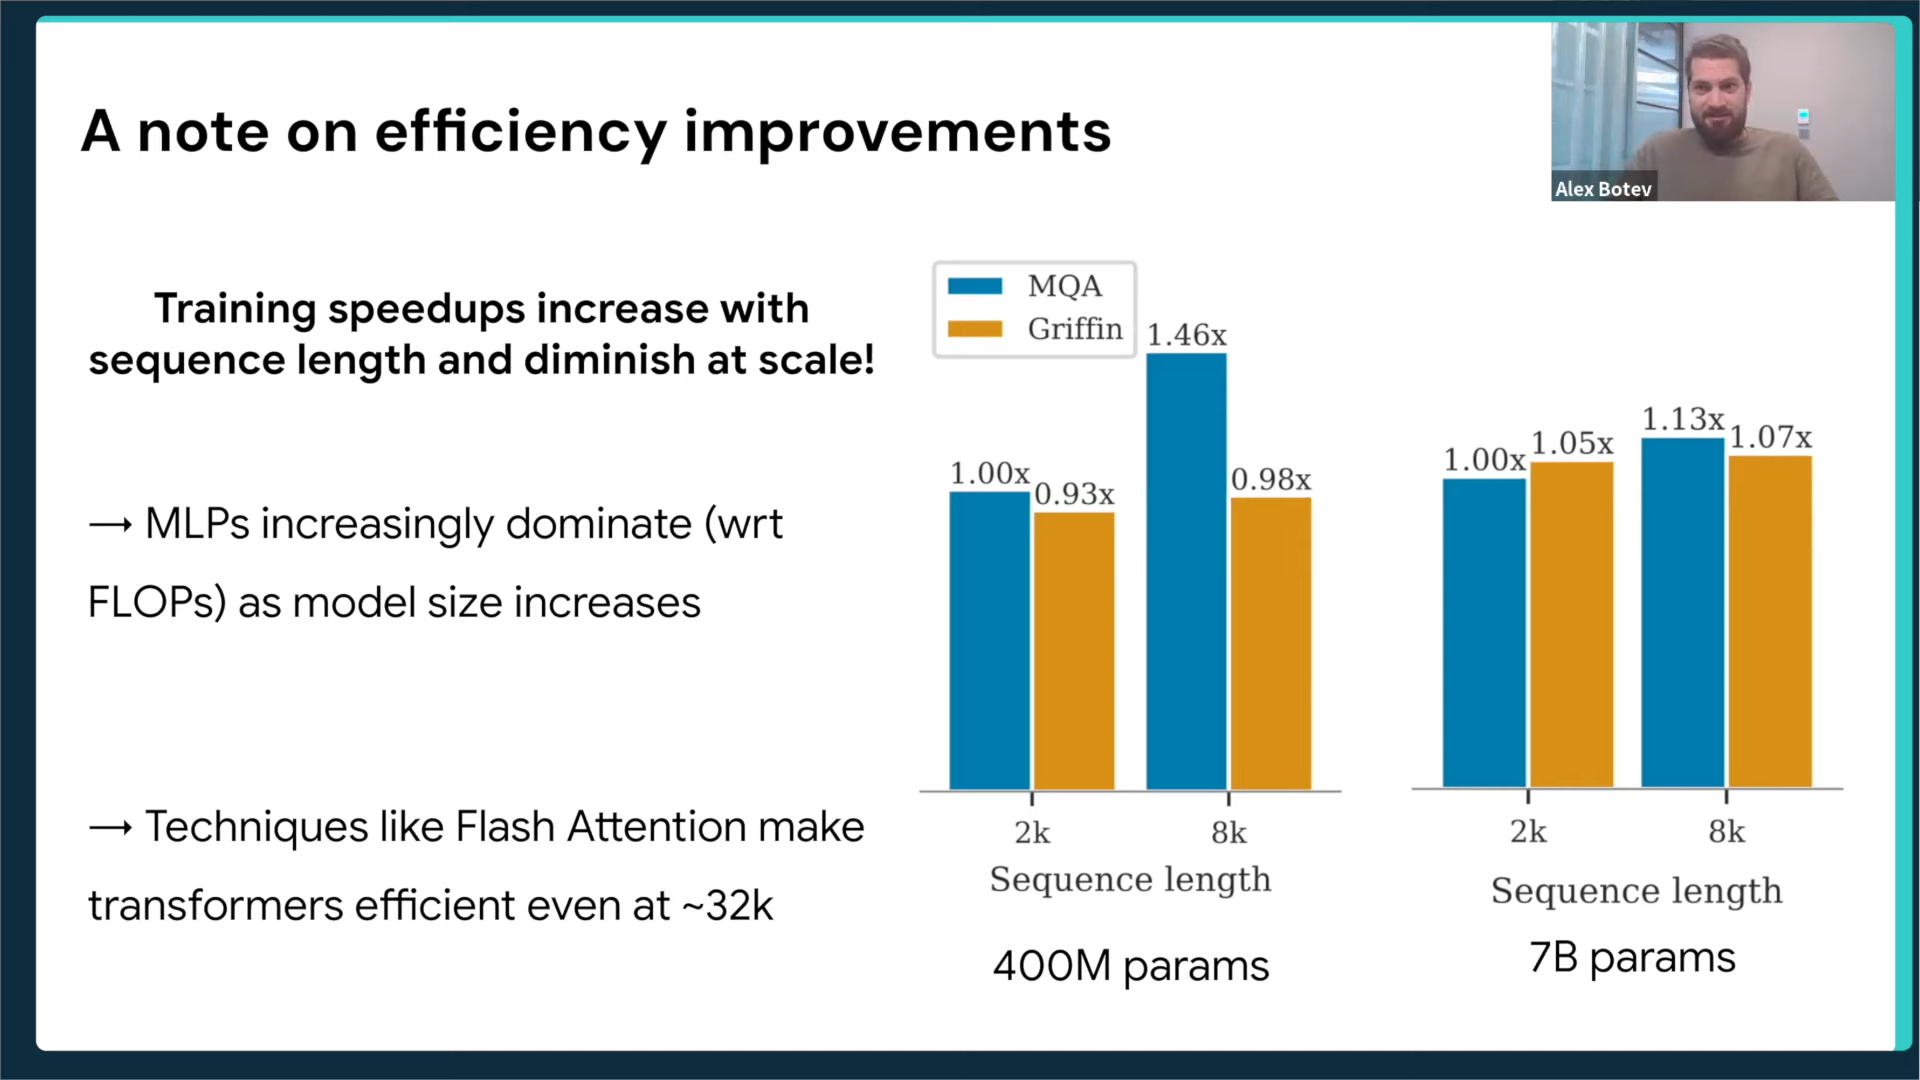 A note on efficiency improvements
Alex Botev
Training speedups increase with
sequence length and diminish at scale!
→ MLPs increasingly dominate (wrt
FLOPs) as model size increases
→ Techniques like Flash Attention make
transformers efficient even at ~32k
MQA
Griffin
1.00x
0.93x
1.46x
0.98x
2k
8k
Sequence length
400M params
1.00x
1.05x
1.13x
1.07x
2k
8k
Sequence length
7B params